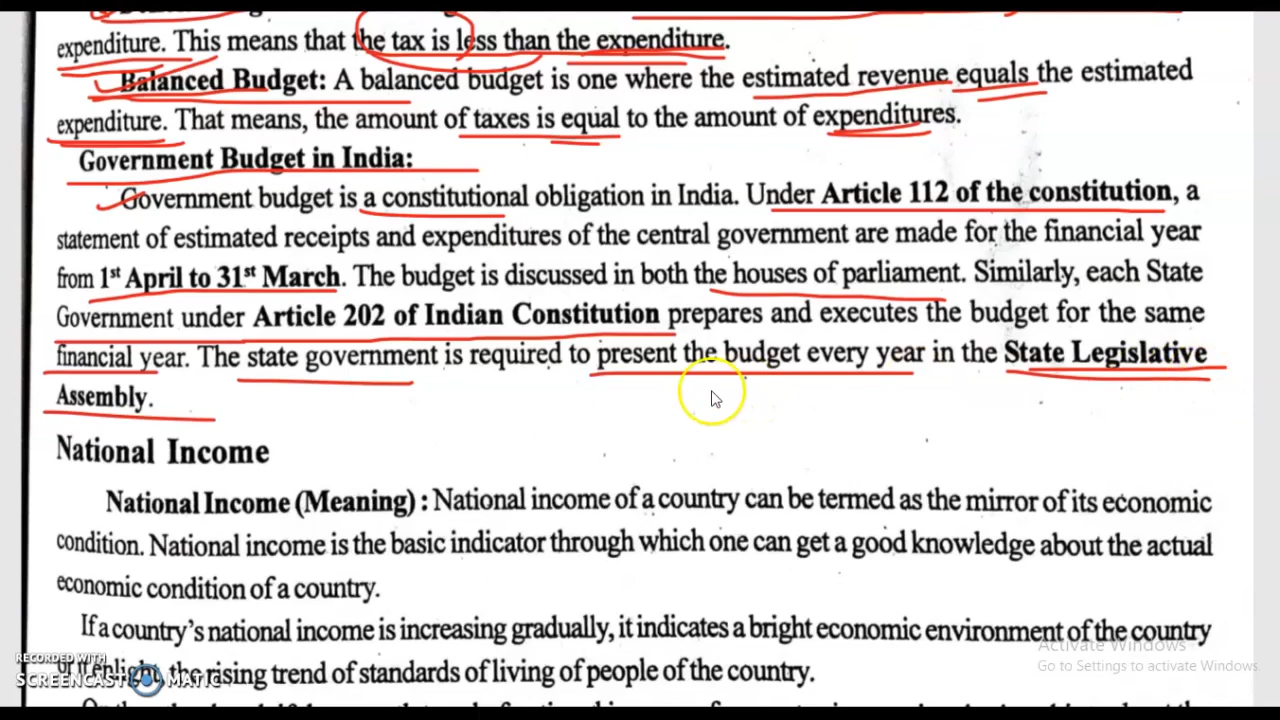 expenditure. This means that the tax is less than the expenditure.
Balanced Budget: A balanced budget is one where the estimated revenue equals the estimated
expenditure. That means, the amount of taxes is equal to the amount of expenditures.
Government Budget in India:
Government budget is a constitutional obligation in India. Under Article 112 of the constitution, a
statement of estimated receipts and expenditures of the central government are made for the financial year
from 1st April to 31st March. The budget is discussed in both the houses of parliament. Similarly, each State
Government under Article 202 of Indian Constitution prepares and executes the budget for the same
financial year. The state government is required to present the budget every year in the State Legislative
Assembly.
National Income
National Income (Meaning) : National income of a country can be termed as the mirror of its economic
condition. National income is the basic indicator through which one can get a good knowledge about the actual
economic condition of a country.
If a country's national income is increasing gradually, it indicates a bright economic environment of the country
the rising trend of standards of living of people of the country.
Activate Windows
Go to Settings to activate Windows.
RECORDED WITH
SCREENCAST MATIC